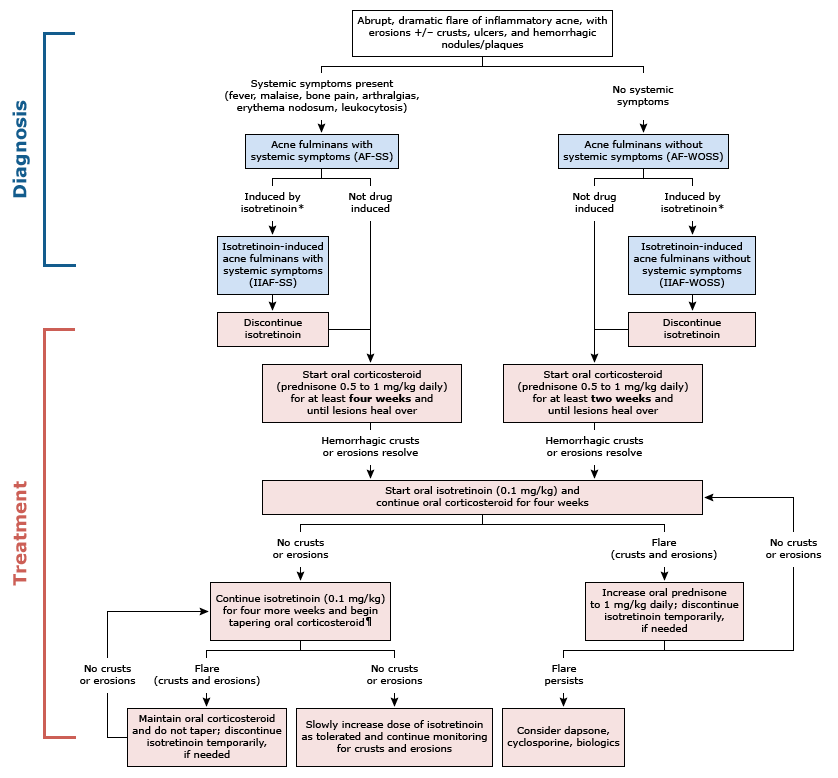 Diagnosis
Abrupt, dramatic flare of inflammatory acne, with
erosions +/– crusts, ulcers, and hemorrhagic
nodules/plaques
Systemic symptoms present
(fever, malaise, bone pain, arthralgias,
erythema nodosum, leukocytosis)
No systemic
symptoms
Acne fulminans with
systemic symptoms (AF-SS)
Acne fulminans without
systemic symptoms (AF-WOSS)
Induced by
isotretinoin*
Not drug
induced
Not drug
induced
Induced by
isotretinoin*
Isotretinoin-induced
acne fulminans with
systemic symptoms
(IIAF-SS)
Isotretinoin-induced
acne fulminans without
systemic symptoms
(IIAF-WOSS)
Treatment
Discontinue
isotretinoin
Discontinue
isotretinoin
Start oral corticosteroid
(prednisone 0.5 to 1 mg/kg daily)
for at least four weeks and
until lesions heal over
Start oral corticosteroid
(prednisone 0.5 to 1 mg/kg daily)
for at least two weeks and
until lesions heal over
Hemorrhagic crusts
or erosions resolve
Hemorrhagic crusts
or erosions resolve
Start oral isotretinoin (0.1 mg/kg) and
continue oral corticosteroid for four weeks
No crusts
or erosions
Flare
(crusts and erosions)
No crusts
or erosions
Continue isotretinoin (0.1 mg/kg)
for four more weeks and begin
tapering oral corticosteroid¶
Increase oral prednisone
to 1 mg/kg daily; discontinue
isotretinoin temporarily,
if needed
No crusts
or erosions
Flare
(crusts and erosions)
No crusts
or erosions
Flare
persists
Maintain oral corticosteroid
and do not taper; discontinue
isotretinoin temporarily,
if needed
Slowly increase dose of isotretinoin
as tolerated and continue monitoring
for crusts and erosions
Consider dapsone,
cyclosporine, biologics